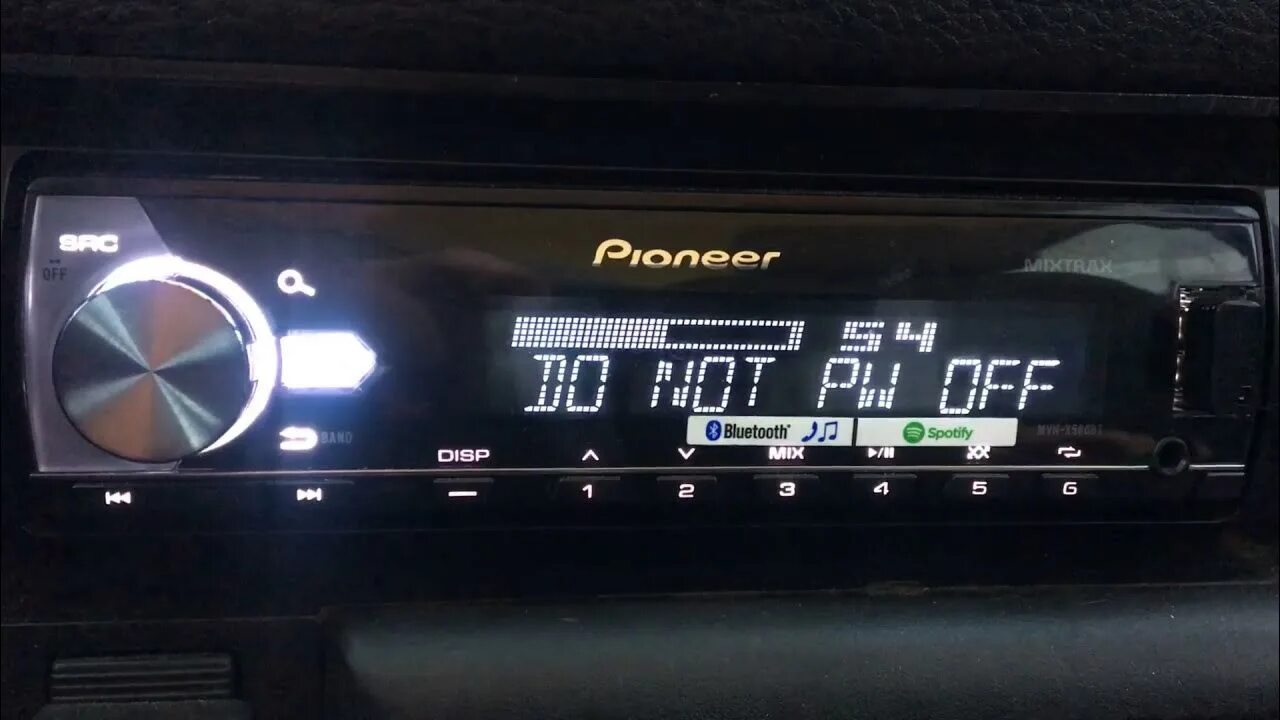 SRC
OFF
Pioneer
MIXTRAX
54
DO NOT PW OFF
Bluetooth
Spotify
BAND
DISP
MIX
1
2
3
4
5
6